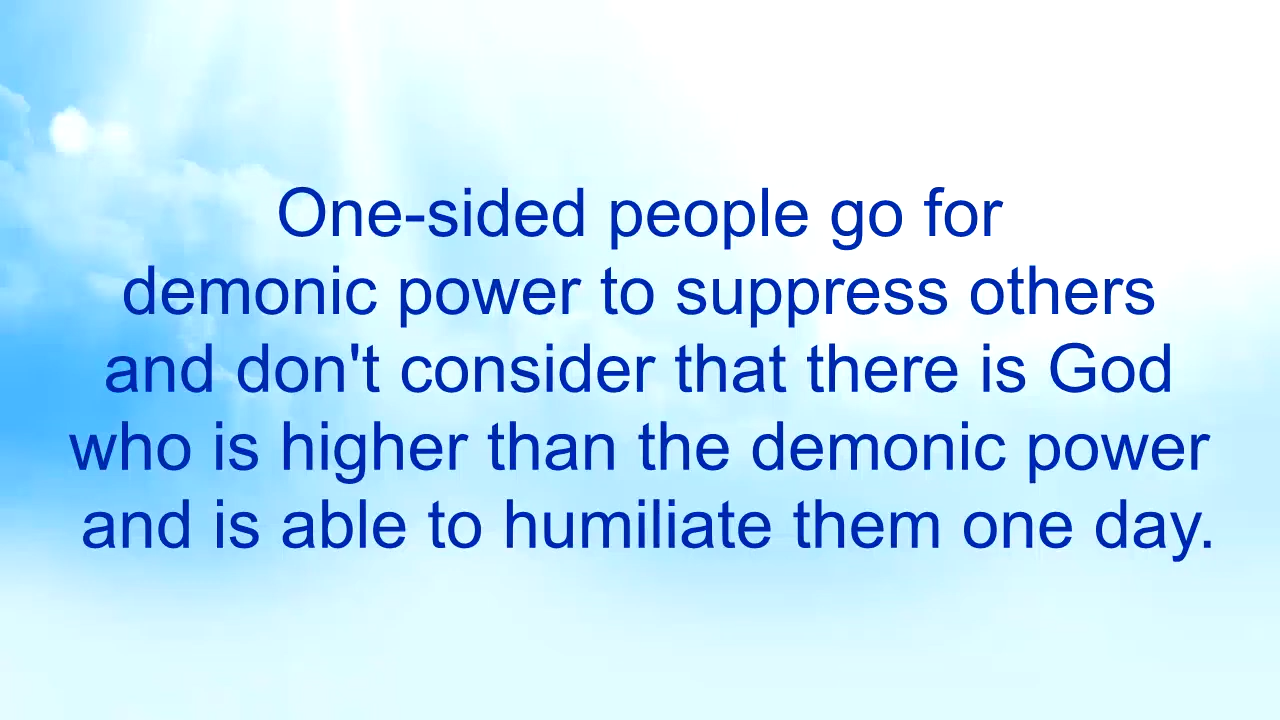 One-sided people go for
demonic power to suppress others
and don't consider that there is God
who is higher than the demonic power
and is able to humiliate them one day.